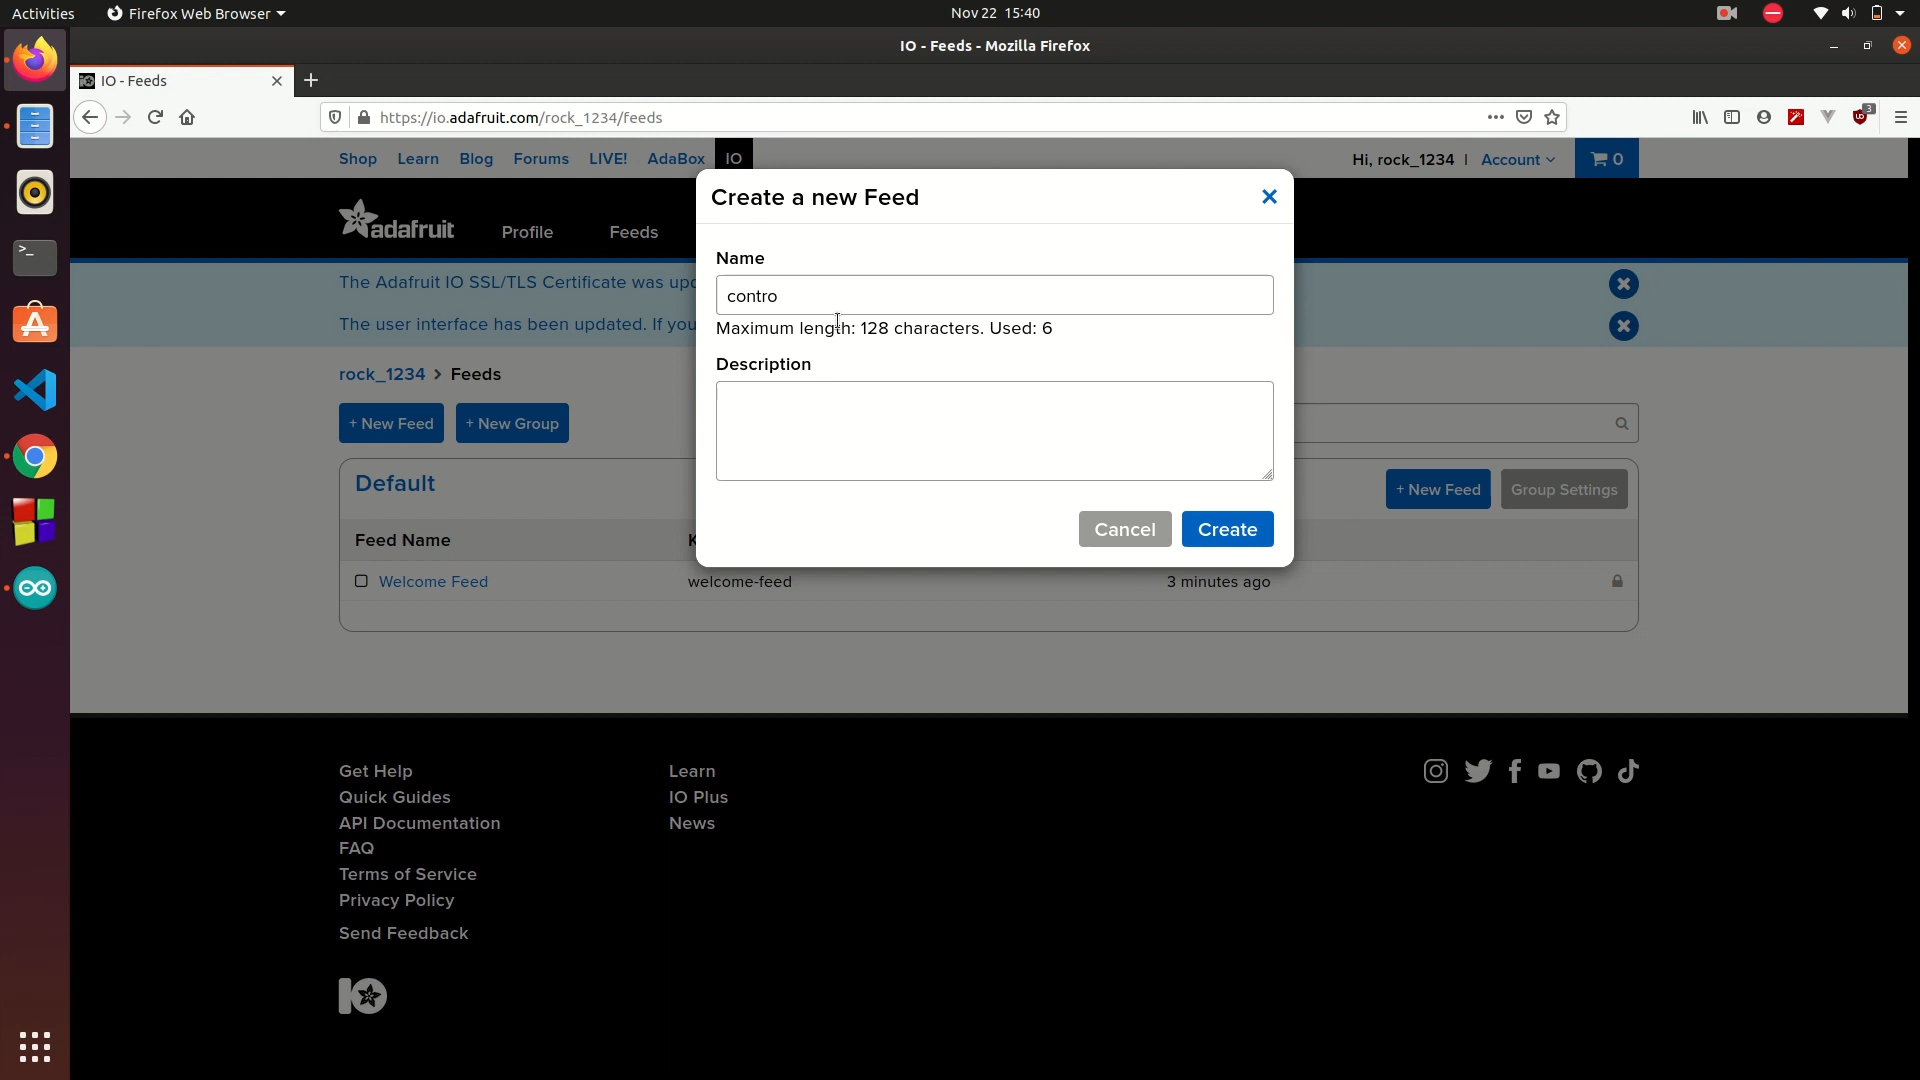 Activities
Firefox Web Browser
Nov 22 15:40
IO - Feeds - Mozilla Firefox
IO - Feeds
https://io.adafruit.com/rock_1234/feeds
3
Shop
Learn
Blog
Forums
LIVE!
AdaBox
IO
Hi, rock_1234 |
Account
0
adafruit
Profile
Feeds
Create a new Feed
The Adafruit IO SSL/TLS Certificate was up
The user interface has been updated. If you
Name
contro
Maximum length: 128 characters. Used: 6
Description
Cancel
Create
rock_1234 > Feeds
+ New Feed
+ New Group
Default
+ New Feed
Group Settings
Feed Name
K
Welcome Feed
welcome-feed
3 minutes ago
Get Help
Quick Guides
API Documentation
FAQ
Terms of Service
Privacy Policy
Send Feedback
Learn
IO Plus
News